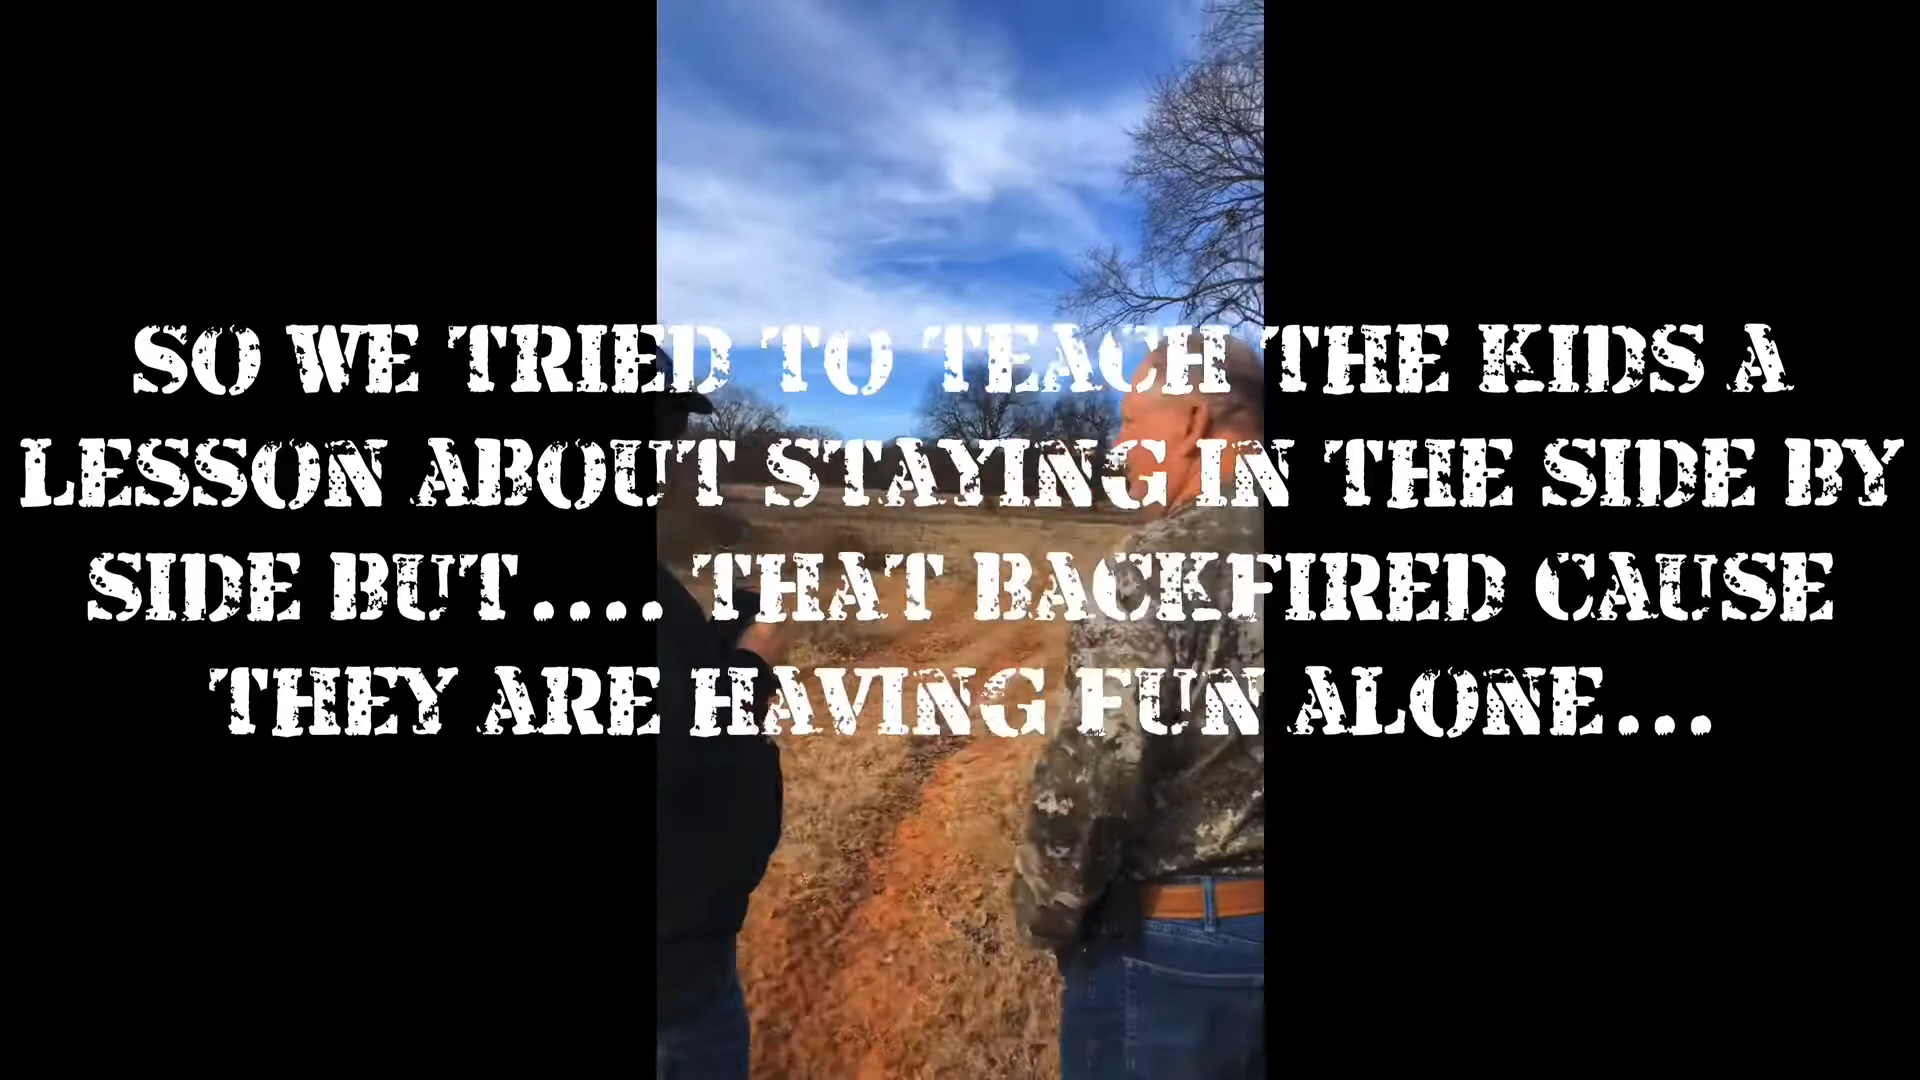 SO WE TRIED TO TEACH THE KIDS A
LESSON ABOUT STAYING IN THE SIDE BY
SIDE BUT.... THAT BACKFIRED CAUSE
THEY ARE HAVING FUN ALONE...